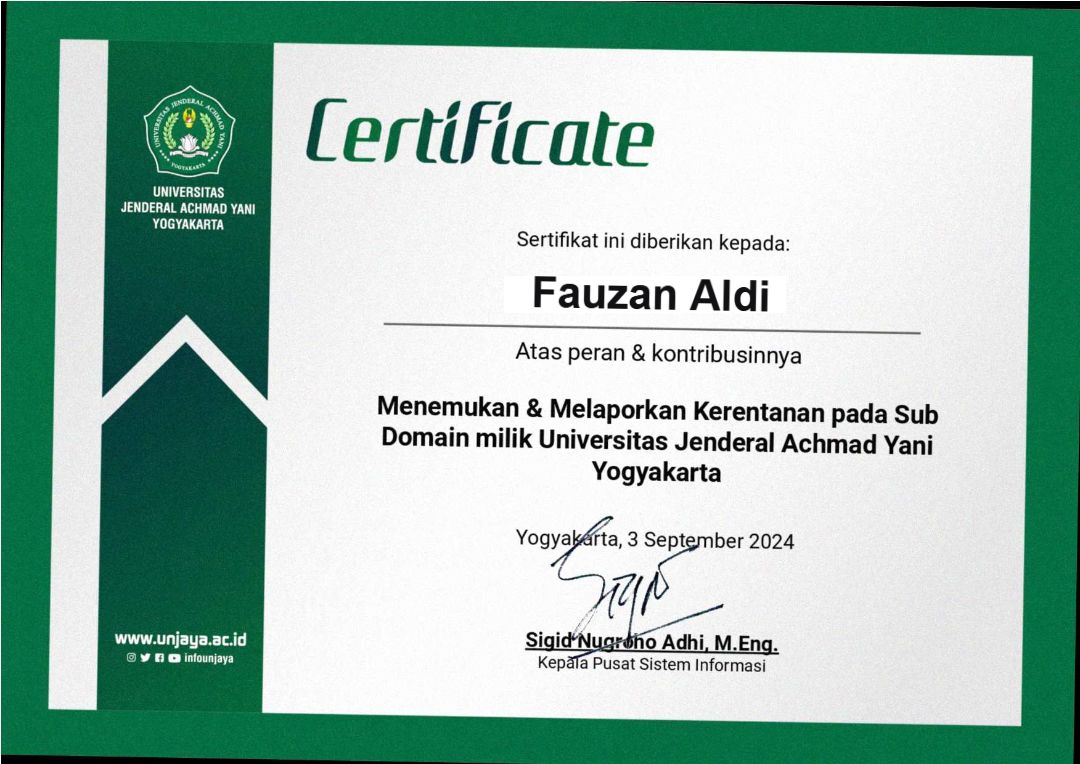 UNIVERSITAS JENDERAL ACHMAD YANI
YOGYAKARTA
UNIVERSITAS
JENDERAL ACHMAD YANI
YOGYAKARTA
Certificate
Sertifikat ini diberikan kepada:
Fauzan Aldi
Atas peran & kontribusinnya
Menemukan & Melaporkan Kerentanan pada Sub
Domain milik Universitas Jenderal Achmad Yani
Yogyakarta
Yogyakarta, 3 September 2024
Sigid Nugroho Adhi, M.Eng.
Kepala Pusat Sistem Informasi
www.unjaya.ac.id
infounjaya